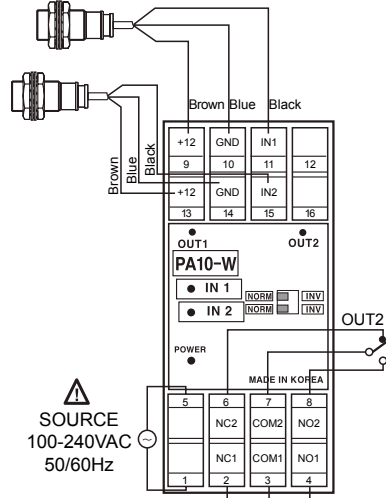 Brown Blue Black
Brown
Blue
Black
+12 GND IN1
9 10 11 12
+12 GND IN2
13 14 15 16
OUT1 OUT2
PA10-W
IN 1
NORM INV
IN 2
NORM INV
OUT2
POWER
MADE IN KOREA
5 6 7 8
NC2 COM2 NO2
NC1 COM1 NO1
1 2 3 4
SOURCE
100-240VAC
50/60Hz